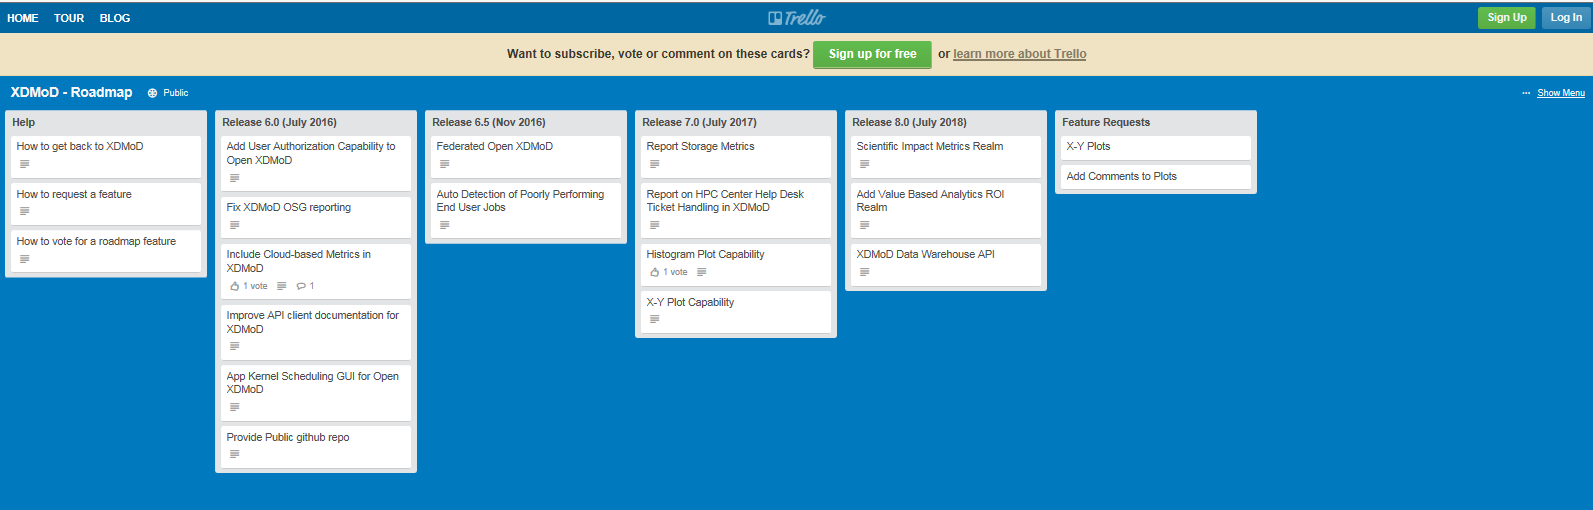 HOME TOUR BLOG Trello Sign Up Log In
Want to subscribe, vote or comment on these cards? Sign up for free or learn more about Trello
XDMoD - Roadmap Public ... Show Menu
Help
How to get back to XDMoD
How to request a feature
How to vote for a roadmap feature
Release 6.0 (July 2016)
Add User Authorization Capability to
Open XDMoD
Fix XDMoD OSG reporting
Include Cloud-based Metrics in
XDMoD
1 vote 1
Improve API client documentation for
XDMoD
App Kernel Scheduling GUI for Open
XDMoD
Provide Public github repo
Release 6.5 (Nov 2016)
Federated Open XDMoD
Auto Detection of Poorly Performing
End User Jobs
Release 7.0 (July 2017)
Report Storage Metrics
Report on HPC Center Help Desk
Ticket Handling in XDMoD
Histogram Plot Capability
1 vote
X-Y Plot Capability
Release 8.0 (July 2018)
Scientific Impact Metrics Realm
Add Value Based Analytics ROI
Realm
XDMoD Data Warehouse API
Feature Requests
X-Y Plots
Add Comments to Plots